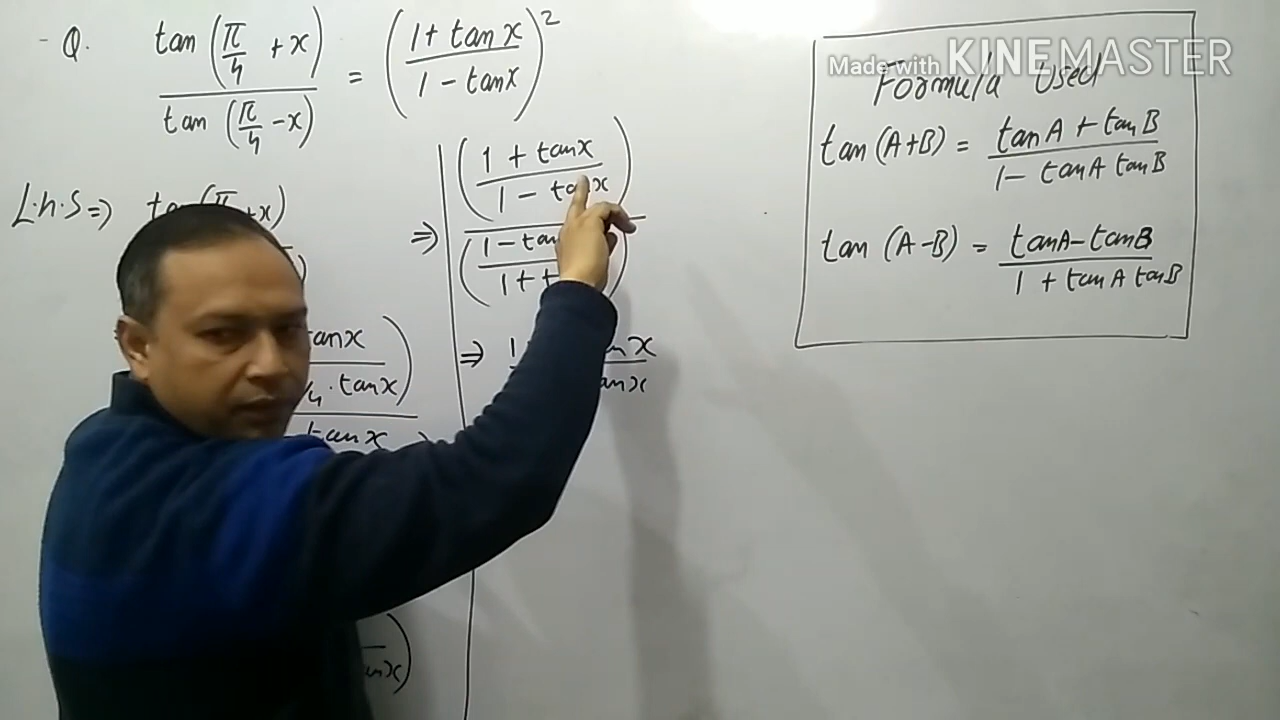 Q. tan (π/4 + x) / tan (π/4 - x) = ((1 + tan x) / (1 - tan x))²
L.h.S ⇒ tan (π/4 + x)
tan x)
/4 · tan x)
tan x
⇒ ((1 + tan x) / (1 - tan x))
((1 - tan
1 +
⇒ 1
Made with KINEMASTER
Formula Used
tan (A+B) = (tan A + tan B) / (1 - tan A tan B)
tan (A-B) = (tan A - tan B) / (1 + tan A tan B)